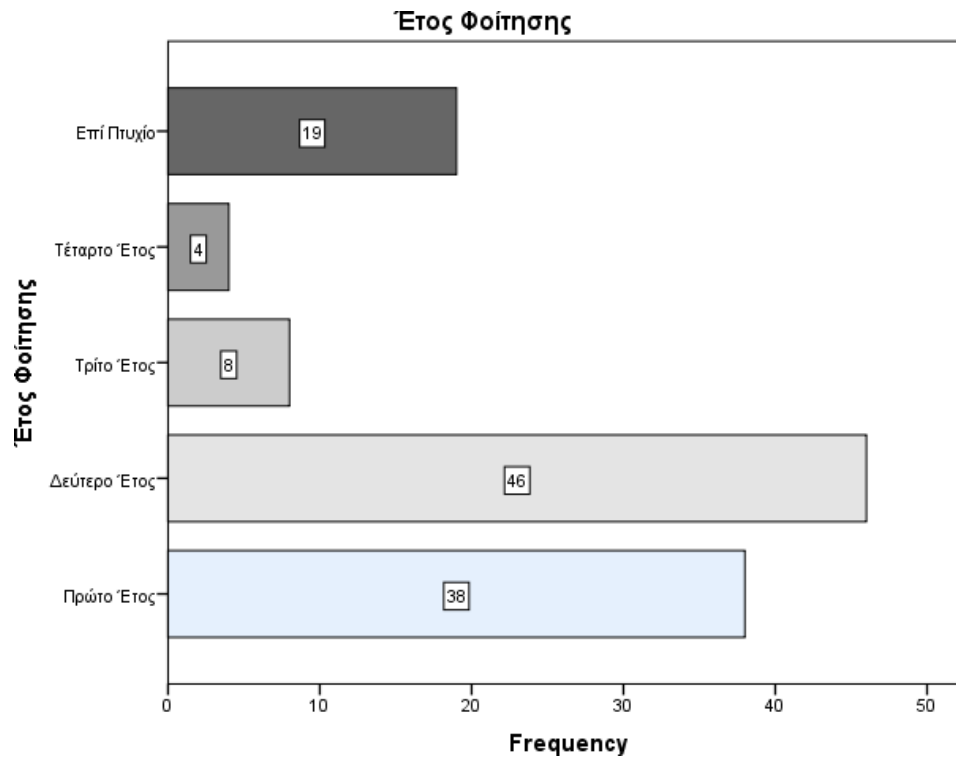 Έτος Φοίτησης
Έτος Φοίτησης
Επί Πτυχίο
19
Τέταρτο Έτος
4
Τρίτο Έτος
8
Δεύτερο Έτος
46
Πρώτο Έτος
38
0 10 20 30 40 50
Frequency